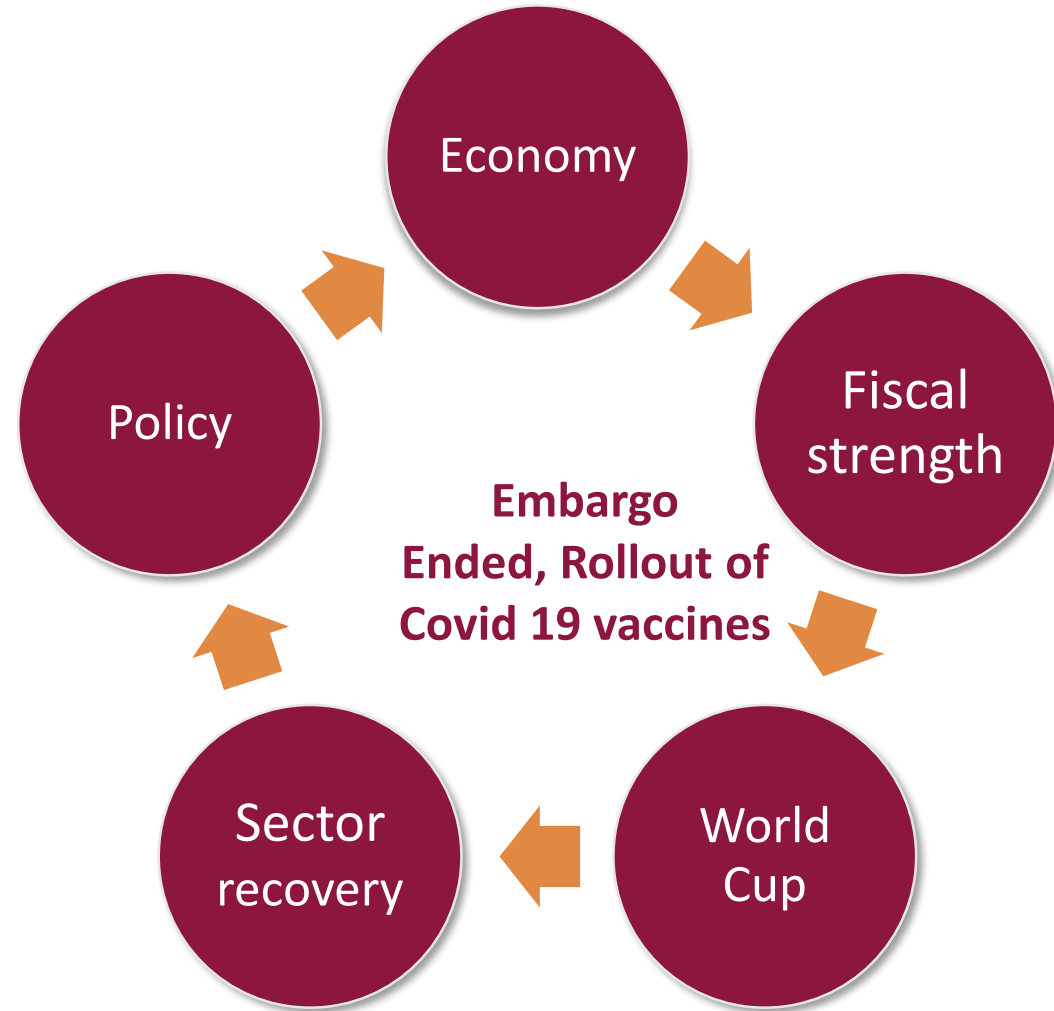 Economy
Fiscal
strength
World
Cup
Sector
recovery
Policy
Embargo
Ended, Rollout of
Covid 19 vaccines